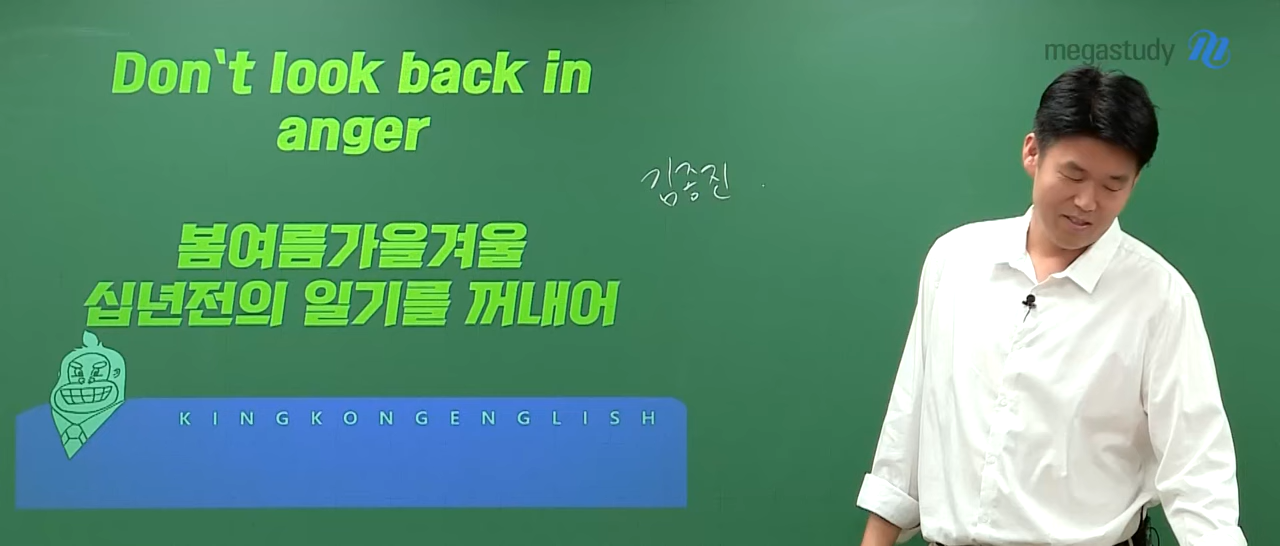 megastudy
Don't look back in
anger
김종진
봄여름가을겨울
십년전의 일기를 꺼내어
KINGKONGENGLISH